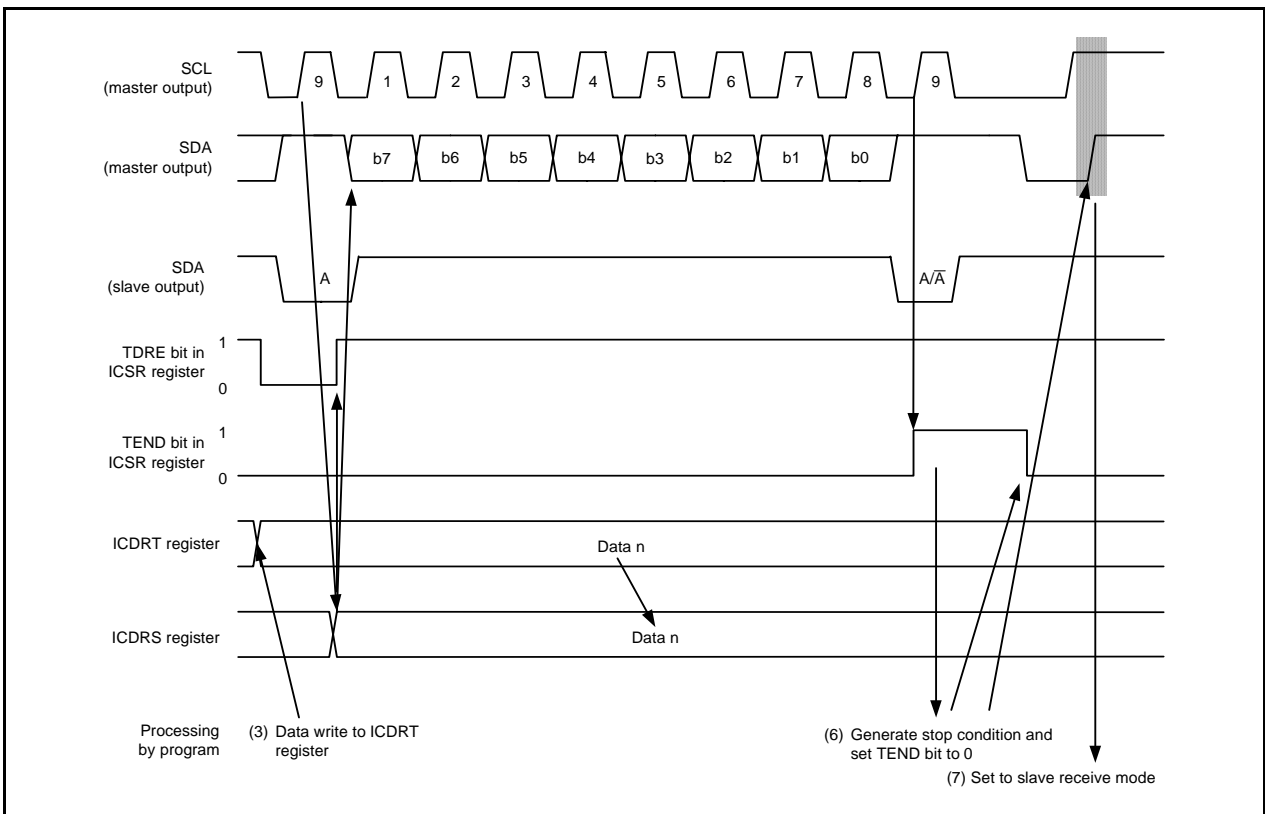 SCL
(master output)
9 1 2 3 4 5 6 7 8 9
SDA
(master output)
b7 b6 b5 b4 b3 b2 b1 b0
SDA
(slave output)
A A/A̅
TDRE bit in
ICSR register
1
0
TEND bit in
ICSR register
1
0
ICDRT register
Data n
ICDRS register
Data n
Processing
by program
(3) Data write to ICDRT
register
(6) Generate stop condition and
set TEND bit to 0
(7) Set to slave receive mode